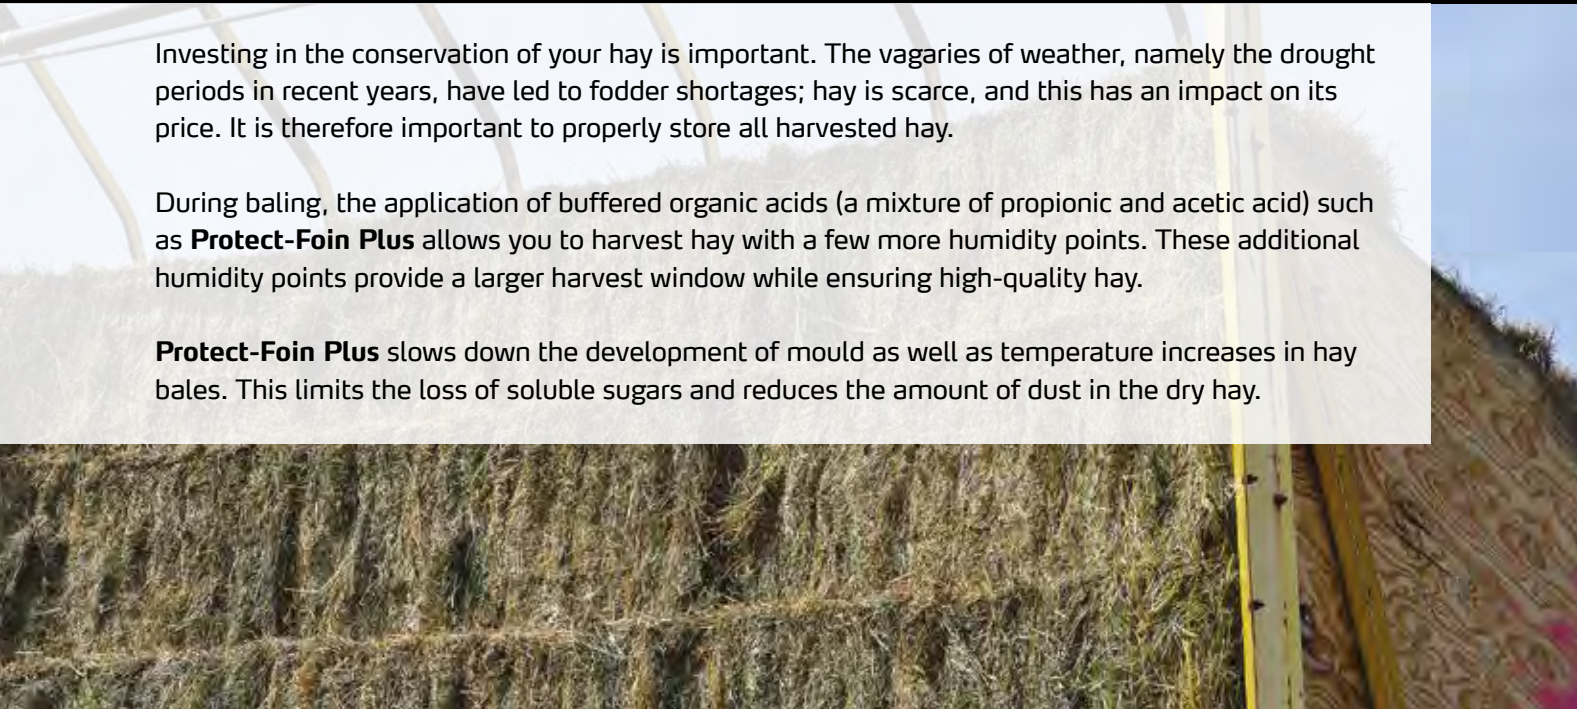 Investing in the conservation of your hay is important. The vagaries of weather, namely the drought
periods in recent years, have led to fodder shortages; hay is scarce, and this has an impact on its
price. It is therefore important to properly store all harvested hay.
During baling, the application of buffered organic acids (a mixture of propionic and acetic acid) such
as Protect-Foin Plus allows you to harvest hay with a few more humidity points. These additional
humidity points provide a larger harvest window while ensuring high-quality hay.
Protect-Foin Plus slows down the development of mould as well as temperature increases in hay
bales. This limits the loss of soluble sugars and reduces the amount of dust in the dry hay.